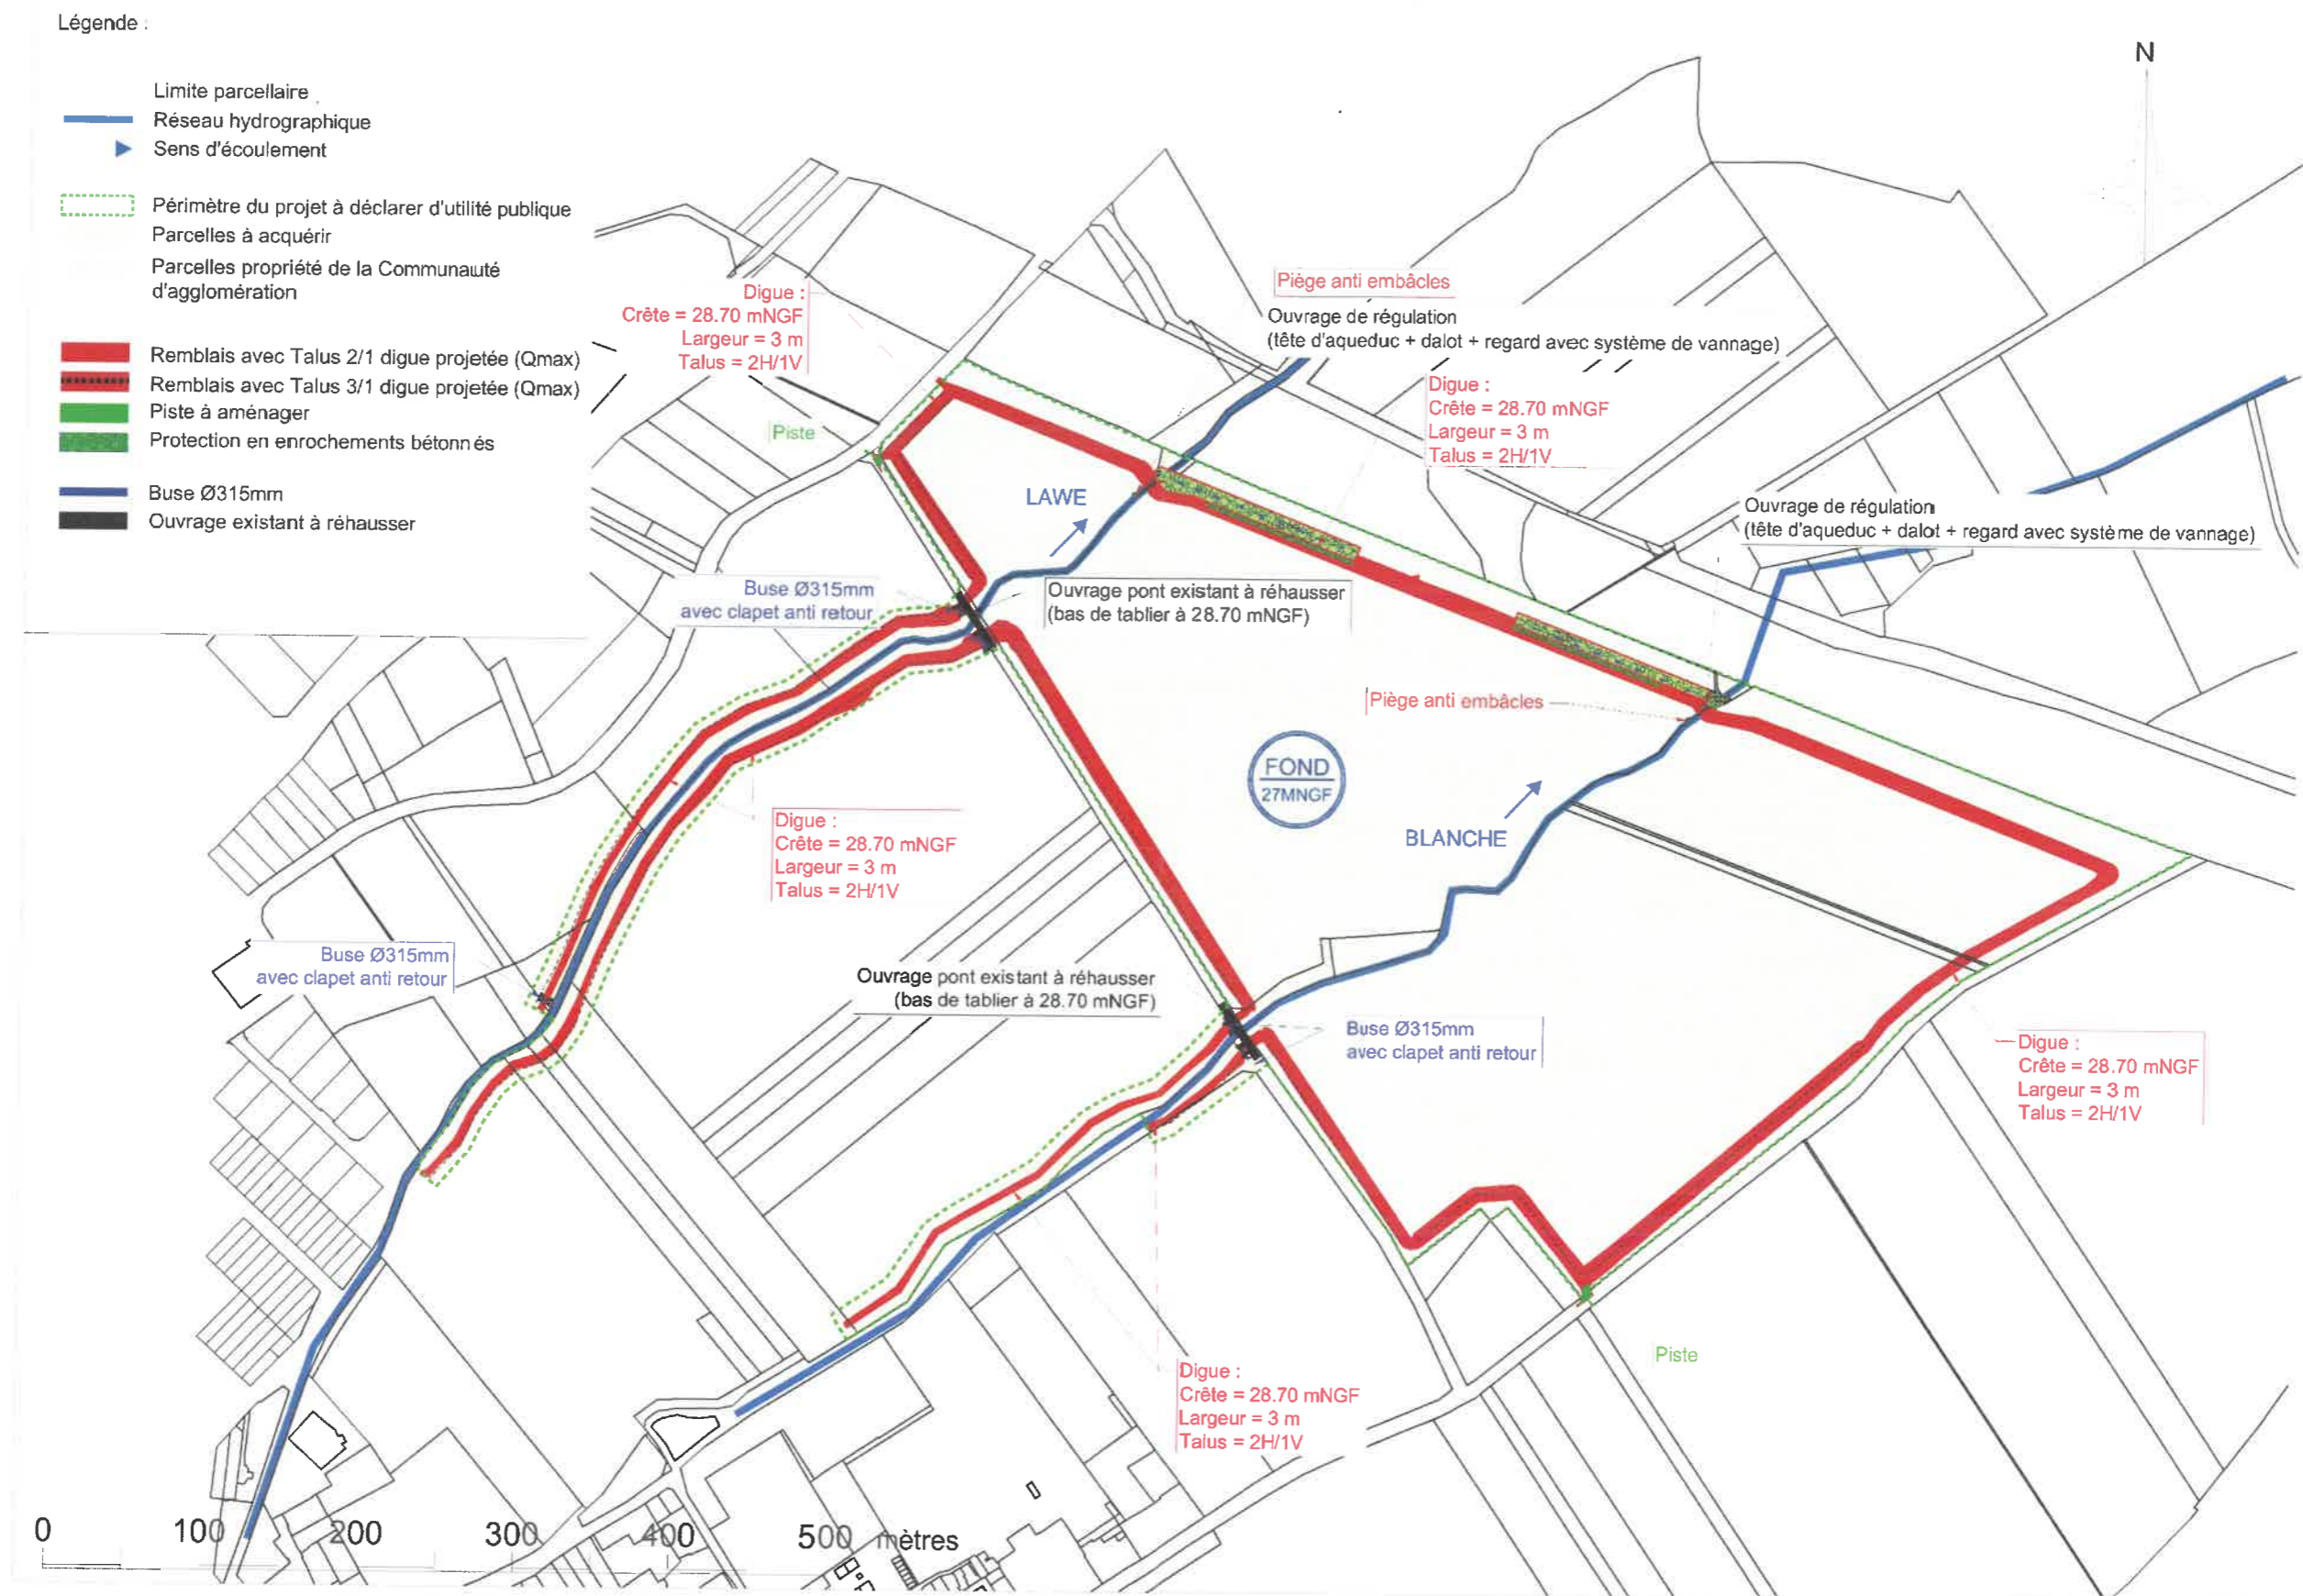 Légende :
Limite parcellaire
Réseau hydrographique
Sens d'écoulement
Périmètre du projet à déclarer d'utilité publique
Parcelles à acquérir
Parcelles propriété de la Communauté
d'agglomération
Remblais avec Talus 2/1 digue projetée (Qmax)
Remblais avec Talus 3/1 digue projetée (Qmax)
Piste à aménager
Protection en enrochements bétonnés
Buse Ø315mm
Ouvrage existant à réhausser
N
Digue :
Crête = 28.70 mNGF
Largeur = 3 m
Talus = 2H/1V
Piste
Piège anti embâcles
Ouvrage de régulation
(tête d'aqueduc + dalot + regard avec système de vannage)
Digue :
Crête = 28.70 mNGF
Largeur = 3 m
Talus = 2H/1V
LAWE
Ouvrage de régulation
(tête d'aqueduc + dalot + regard avec système de vannage)
Buse Ø315mm
avec clapet anti retour
Ouvrage pont existant à réhausser
(bas de tablier à 28.70 mNGF)
Piège anti embâcles
FOND
27MNGF
BLANCHE
Digue :
Crête = 28.70 mNGF
Largeur = 3 m
Talus = 2H/1V
Buse Ø315mm
avec clapet anti retour
Ouvrage pont existant à réhausser
(bas de tablier à 28.70 mNGF)
Buse Ø315mm
avec clapet anti retour
Digue :
Crête = 28.70 mNGF
Largeur = 3 m
Talus = 2H/1V
Piste
Digue :
Crête = 28.70 mNGF
Largeur = 3 m
Talus = 2H/1V
0 100 200 300 400 500 mètres